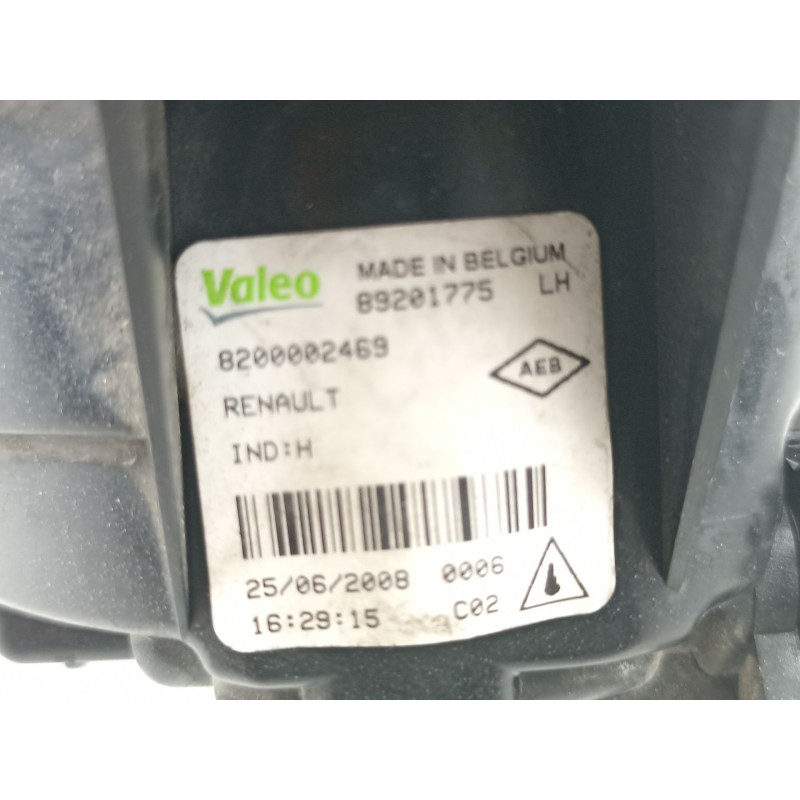 Valeo MADE IN BELGIUM
89201775 LH
8200002469
AEB
RENAULT
IND:H
25/06/2008 0006
16:29:15 C02